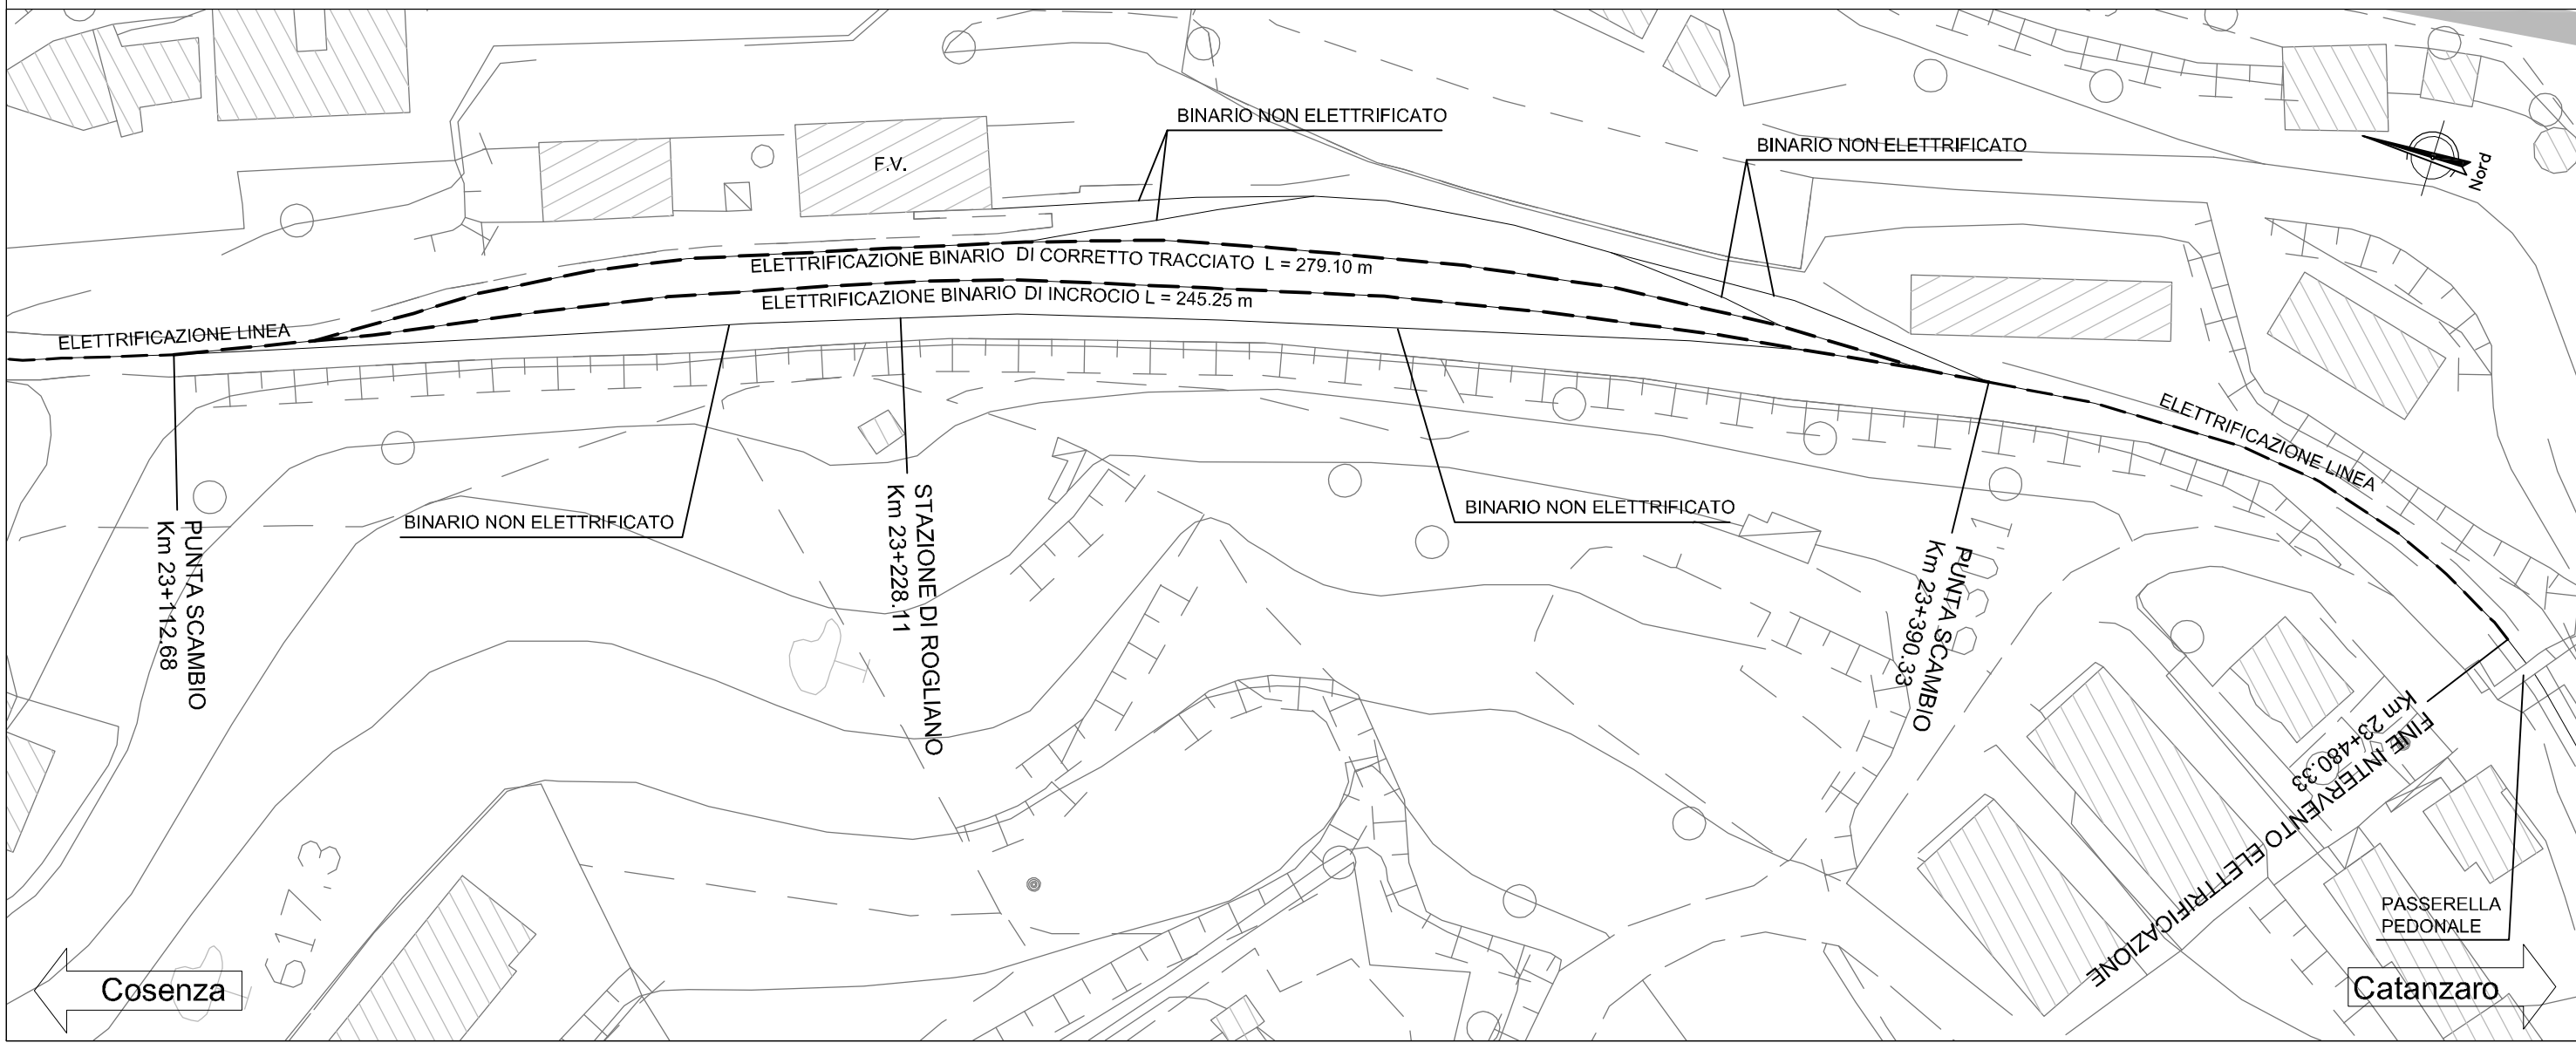 BINARIO NON ELETTRIFICATO
BINARIO NON ELETTRIFICATO
F.V.
Nord
ELETTRIFICAZIONE BINARIO DI CORRETTO TRACCIATO L = 279.10 m
ELETTRIFICAZIONE BINARIO DI INCROCIO L = 245.25 m
ELETTRIFICAZIONE LINEA
ELETTRIFICAZIONE LINEA
BINARIO NON ELETTRIFICATO
BINARIO NON ELETTRIFICATO
PUNTA SCAMBIO
Km 23+112.68
STAZIONE DI ROGLIANO
Km 23+228.11
PUNTA SCAMBIO
Km 23+390.33
FINE INTERVENTO ELETTRIFICAZIONE
Km 23+480.33
PASSERELLA
PEDONALE
617.3
Cosenza
Catanzaro